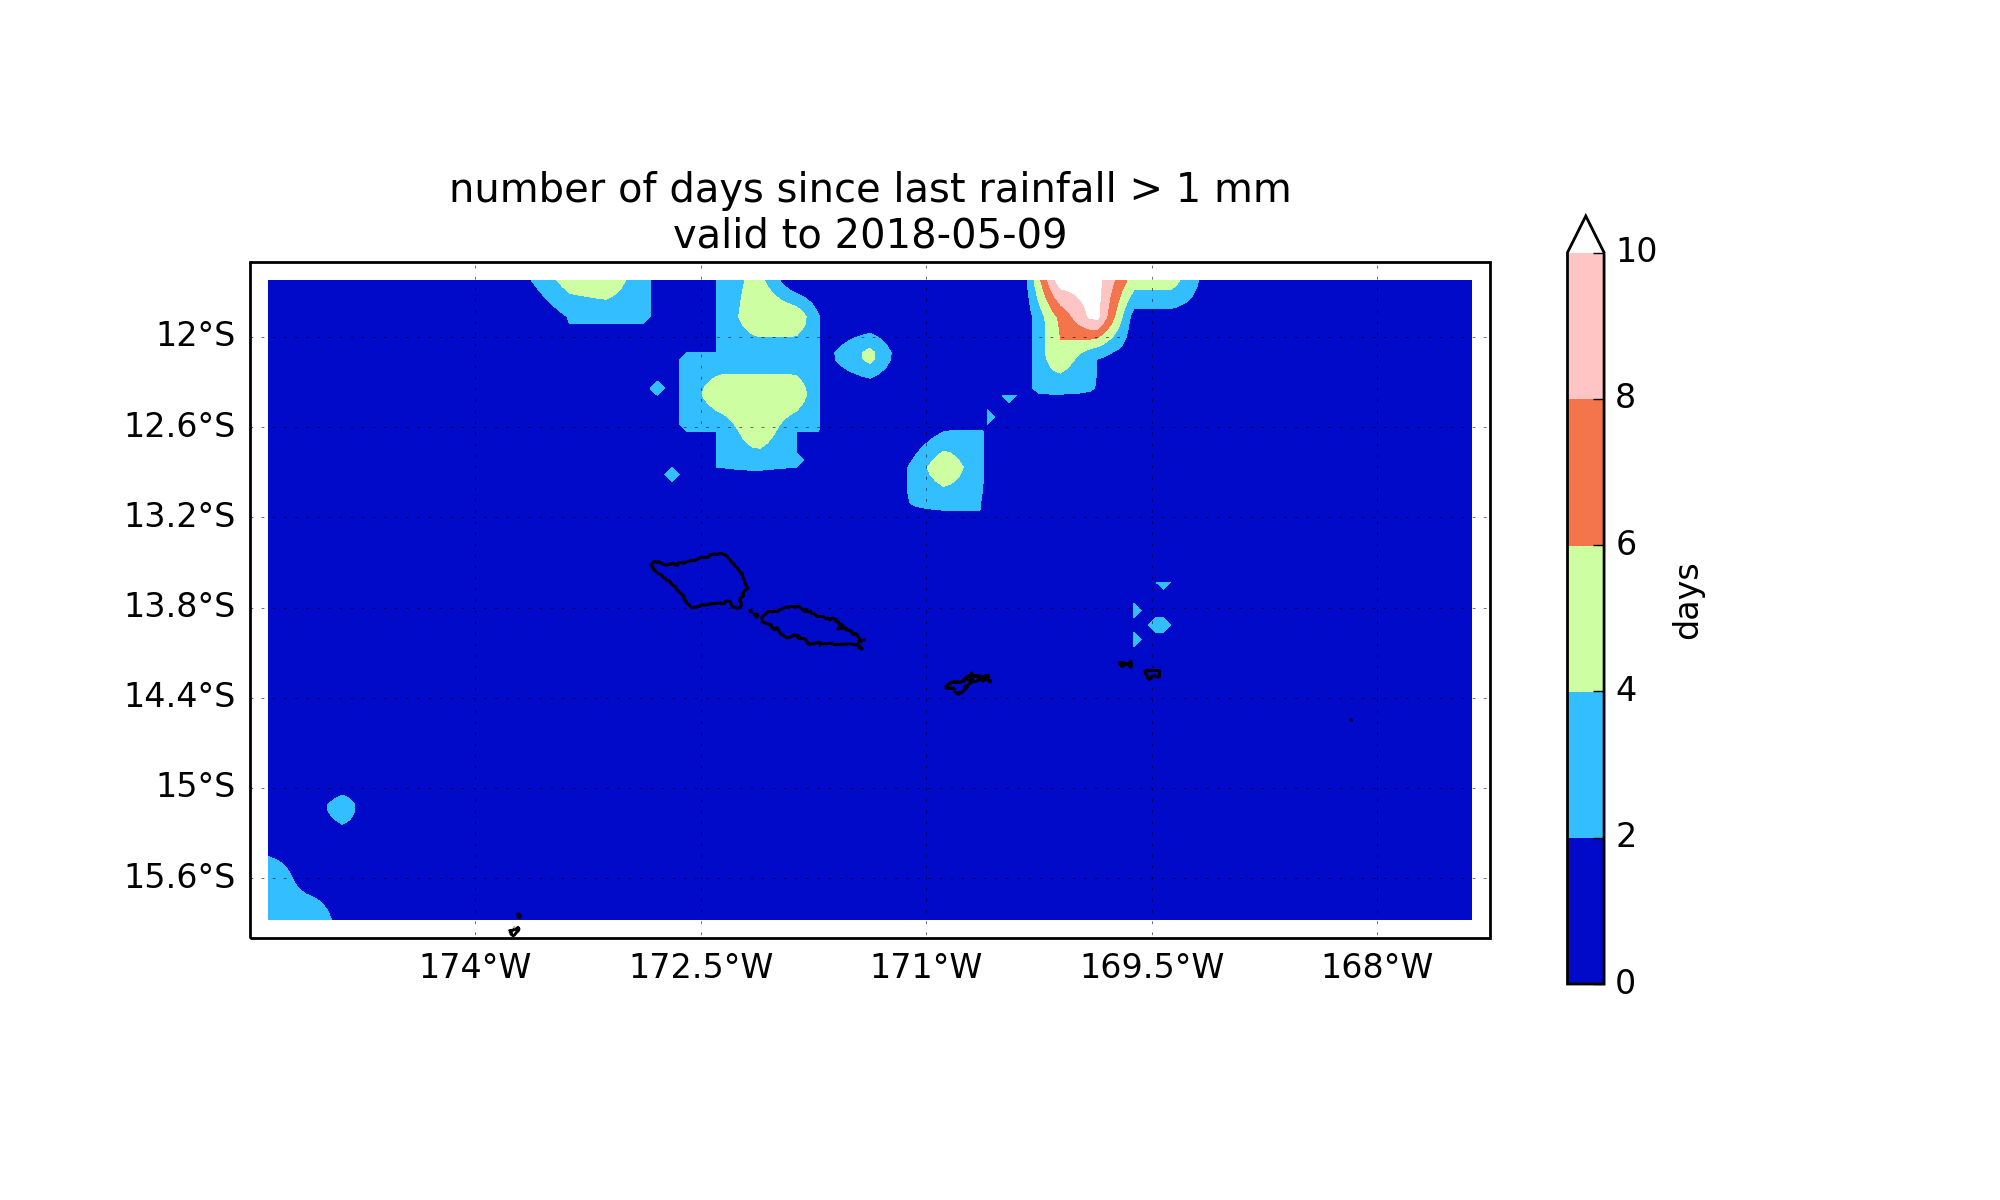 number of days since last rainfall > 1 mm
valid to 2018-05-09
12°S
12.6°S
13.2°S
13.8°S
14.4°S
15°S
15.6°S
174°W 172.5°W 171°W 169.5°W 168°W
10
8
6
4
2
0
days